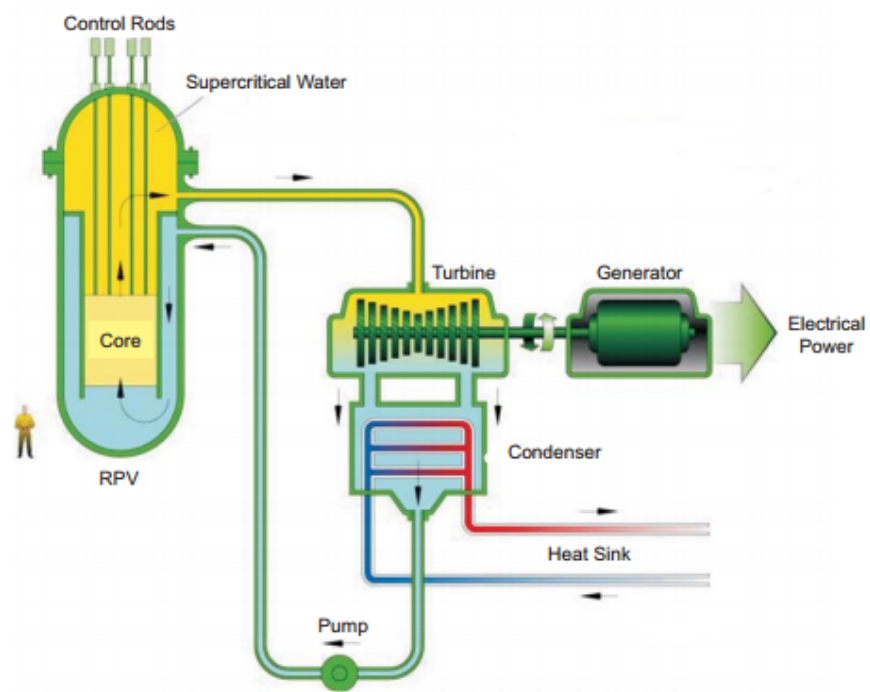 Control Rods
Supercritical Water
Turbine
Generator
Electrical
Power
Core
RPV
Condenser
Heat Sink
Pump